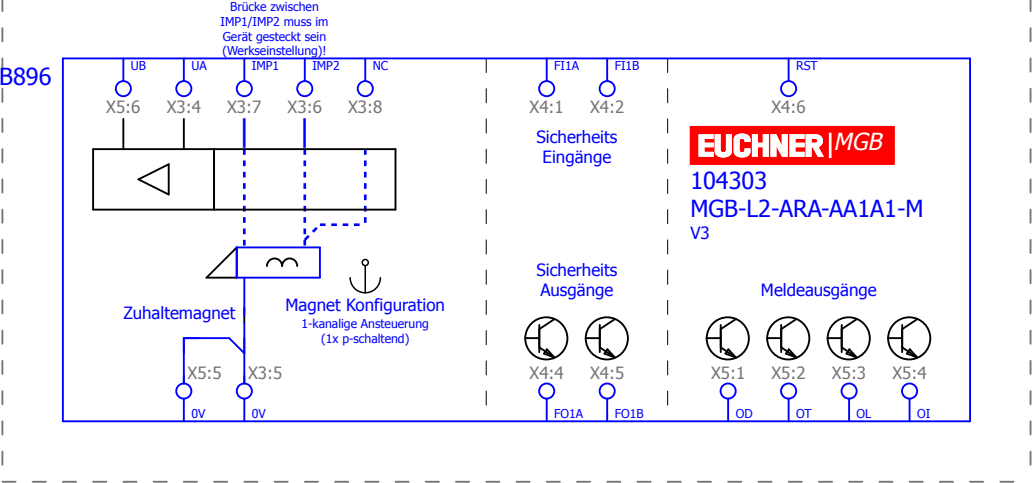 Brücke zwischen
IMP1/IMP2 muss im
Gerät gesteckt sein
(Werkseinstellung)!
B896
UB UA IMP1 IMP2 NC FI1A FI1B RST
X5:6 X3:4 X3:7 X3:6 X3:8 X4:1 X4:2 X4:6
Sicherheits
Eingänge
EUCHNER|MGB
104303
MGB-L2-ARA-AA1A1-M
V3
Zuhaltemagnet
Magnet Konfiguration
1-kanalige Ansteuerung
(1x p-schaltend)
Sicherheits
Ausgänge
Meldeausgänge
X5:5 X3:5 X4:4 X4:5 X5:1 X5:2 X5:3 X5:4
0V 0V FO1A FO1B OD OT OL OI